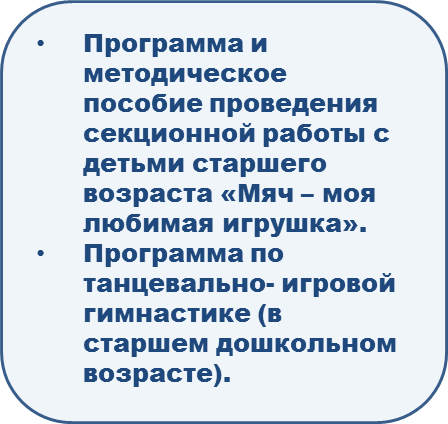 • Программа и
методическое
пособие проведения
секционной работы с
детьми старшего
возраста «Мяч – моя
любимая игрушка».
• Программа по
танцевально- игровой
гимнастике (в
старшем дошкольном
возрасте).